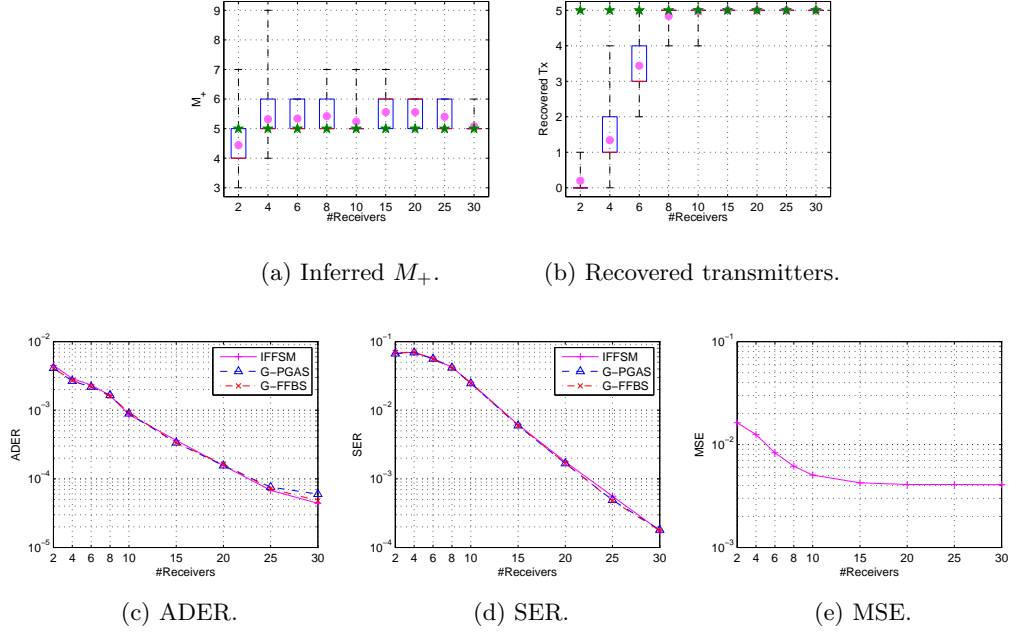 9
8
7
6
5
4
3
M+
2 4 6 8 10 15 20 25 30
#Receivers
5
4
3
2
1
0
Recovered Tx
2 4 6 8 10 15 20 25 30
#Receivers
(a) Inferred M₊.
(b) Recovered transmitters.
10⁻²
10⁻³
10⁻⁴
10⁻⁵
ADER
IFFSM
G−PGAS
G−FFBS
2 4 6 8 10 15 20 25 30
#Receivers
10⁻¹
10⁻²
10⁻³
10⁻⁴
SER
IFFSM
G−PGAS
G−FFBS
2 4 6 8 10 15 20 25 30
#Receivers
10⁻¹
10⁻²
10⁻³
MSE
2 4 6 8 10 15 20 25 30
#Receivers
(c) ADER.
(d) SER.
(e) MSE.